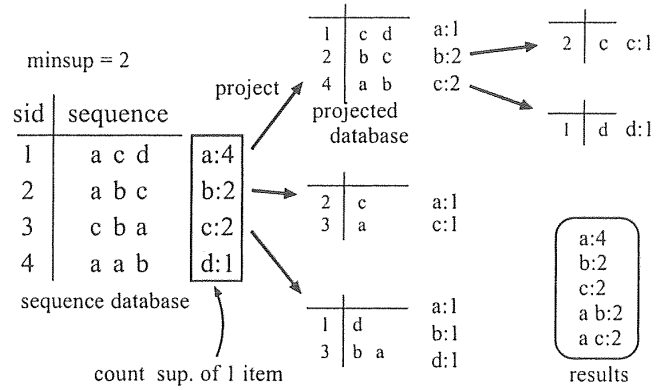 minsup = 2
project
sid sequence
1 a c d
2 a b c
3 c b a
4 a a b
sequence database
a:4
b:2
c:2
d:1
count sup. of 1 item
1 c d a:1
2 b c b:2
4 a b c:2
projected
database
2 c c:1
1 d d:1
2 c a:1
3 a c:1
1 d a:1
b:1
3 b a d:1
a:4
b:2
c:2
a b:2
a c:2
results